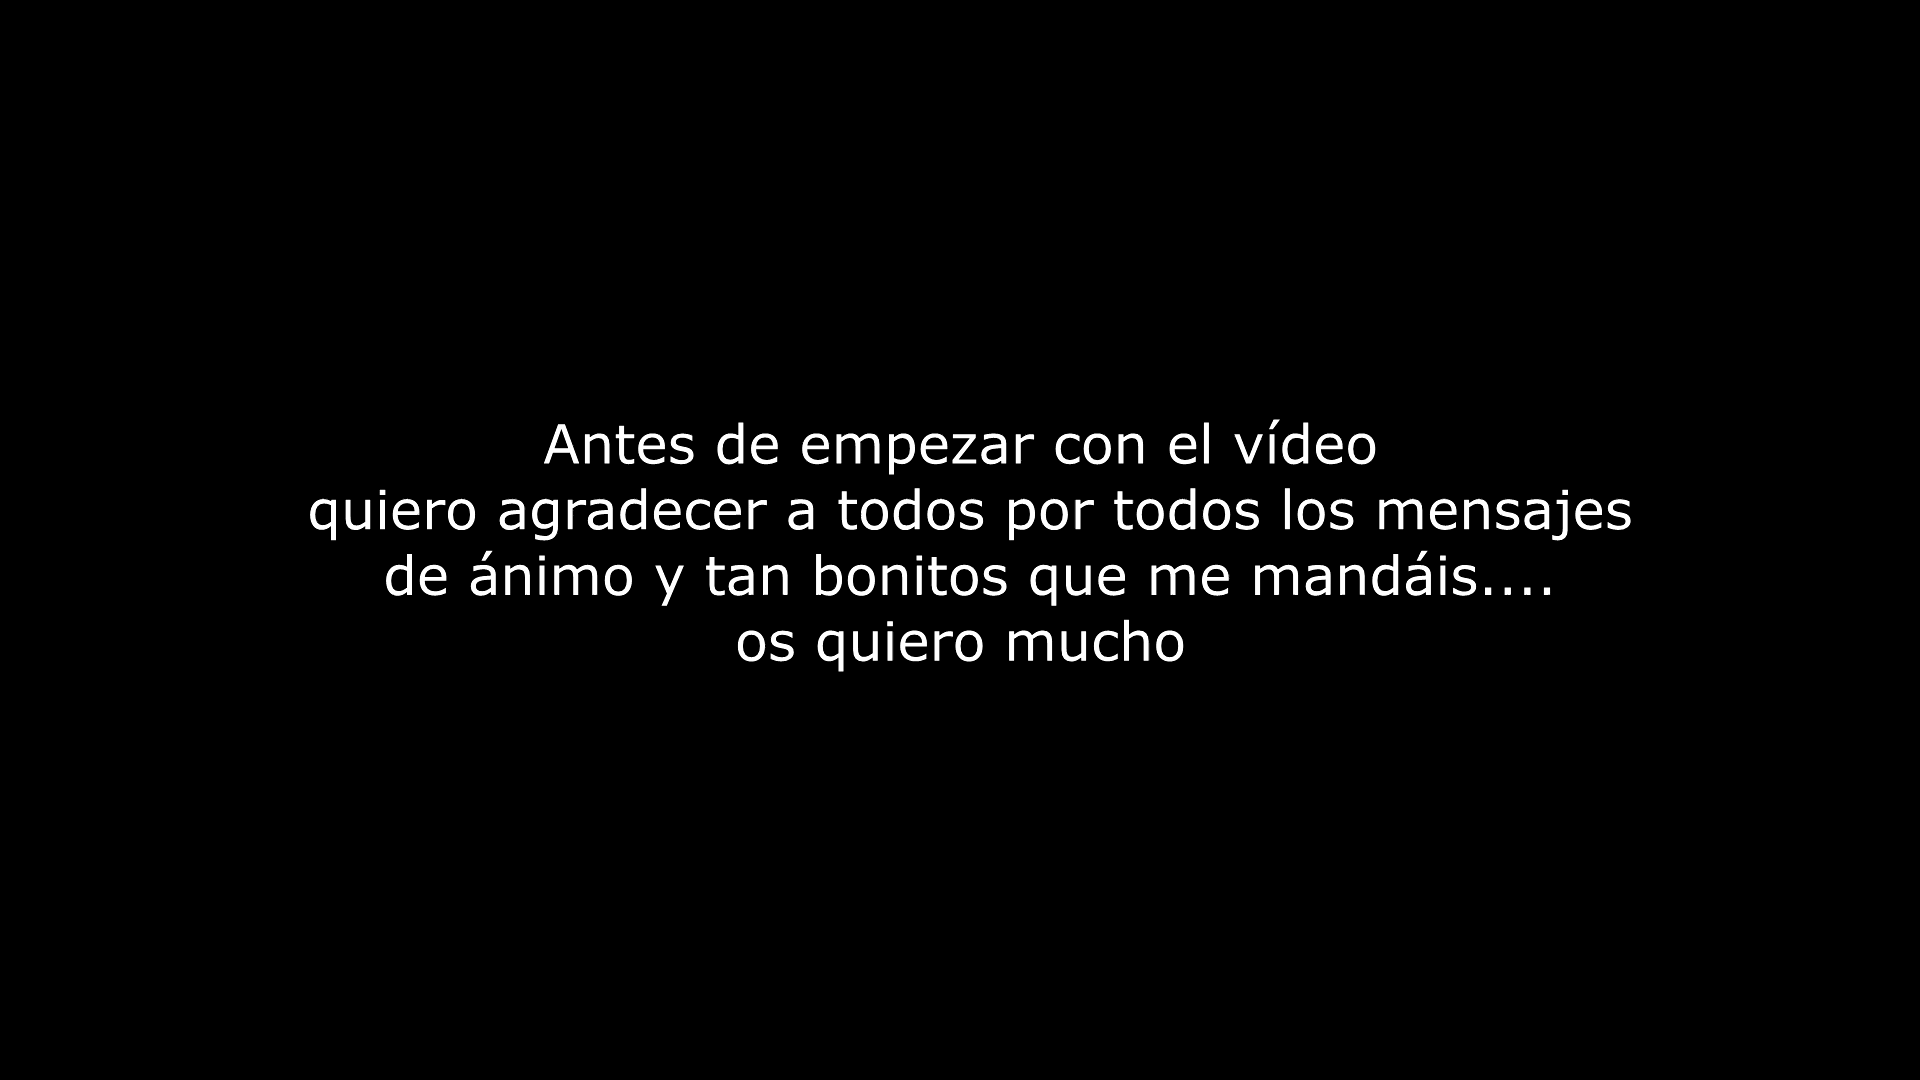 Antes de empezar con el vídeo
quiero agradecer a todos por todos los mensajes
de ánimo y tan bonitos que me mandáis....
os quiero mucho